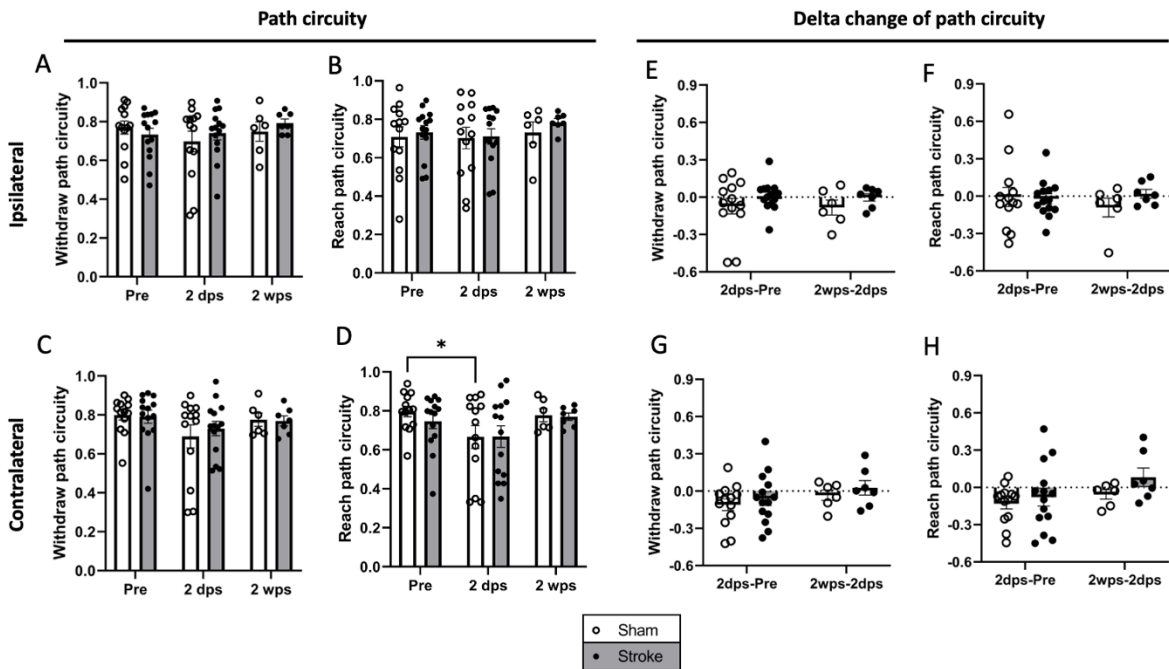 Path circuity
Delta change of path circuity
Ipsilateral
A
Withdraw path circuity
1.0
0.8
0.6
0.4
0.2
0.0
Pre
2 dps
2 wps
B
Reach path circuity
1.0
0.8
0.6
0.4
0.2
0.0
Pre
2 dps
2 wps
E
Withdraw path circuity
0.9
0.6
0.3
0.0
-0.3
-0.6
2dps-Pre
2wps-2dps
F
Reach path circuity
0.9
0.6
0.3
0.0
-0.3
-0.6
2dps-Pre
2wps-2dps
Contralateral
C
Withdraw path circuity
1.0
0.8
0.6
0.4
0.2
0.0
Pre
2 dps
2 wps
D
*
Reach path circuity
1.0
0.8
0.6
0.4
0.2
0.0
Pre
2 dps
2 wps
G
Withdraw path circuity
0.9
0.6
0.3
0.0
-0.3
-0.6
2dps-Pre
2wps-2dps
H
Reach path circuity
0.9
0.6
0.3
0.0
-0.3
-0.6
2dps-Pre
2wps-2dps
Sham
Stroke